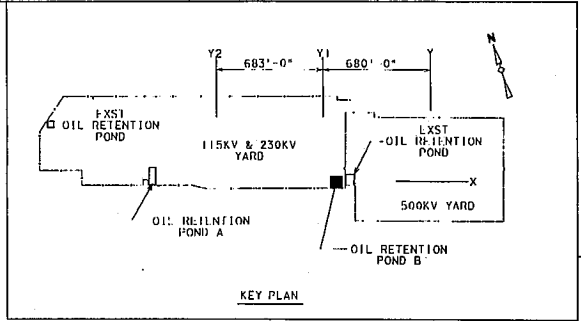 N
Y2 Y1 Y
683'-0" 680'-0"
EXST
OIL RETENTION
POND
115KV & 230KV
YARD
EXST
OIL RETENTION
POND
X
500KV YARD
OIL RETENTION
POND A
OIL RETENTION
POND B
KEY PLAN